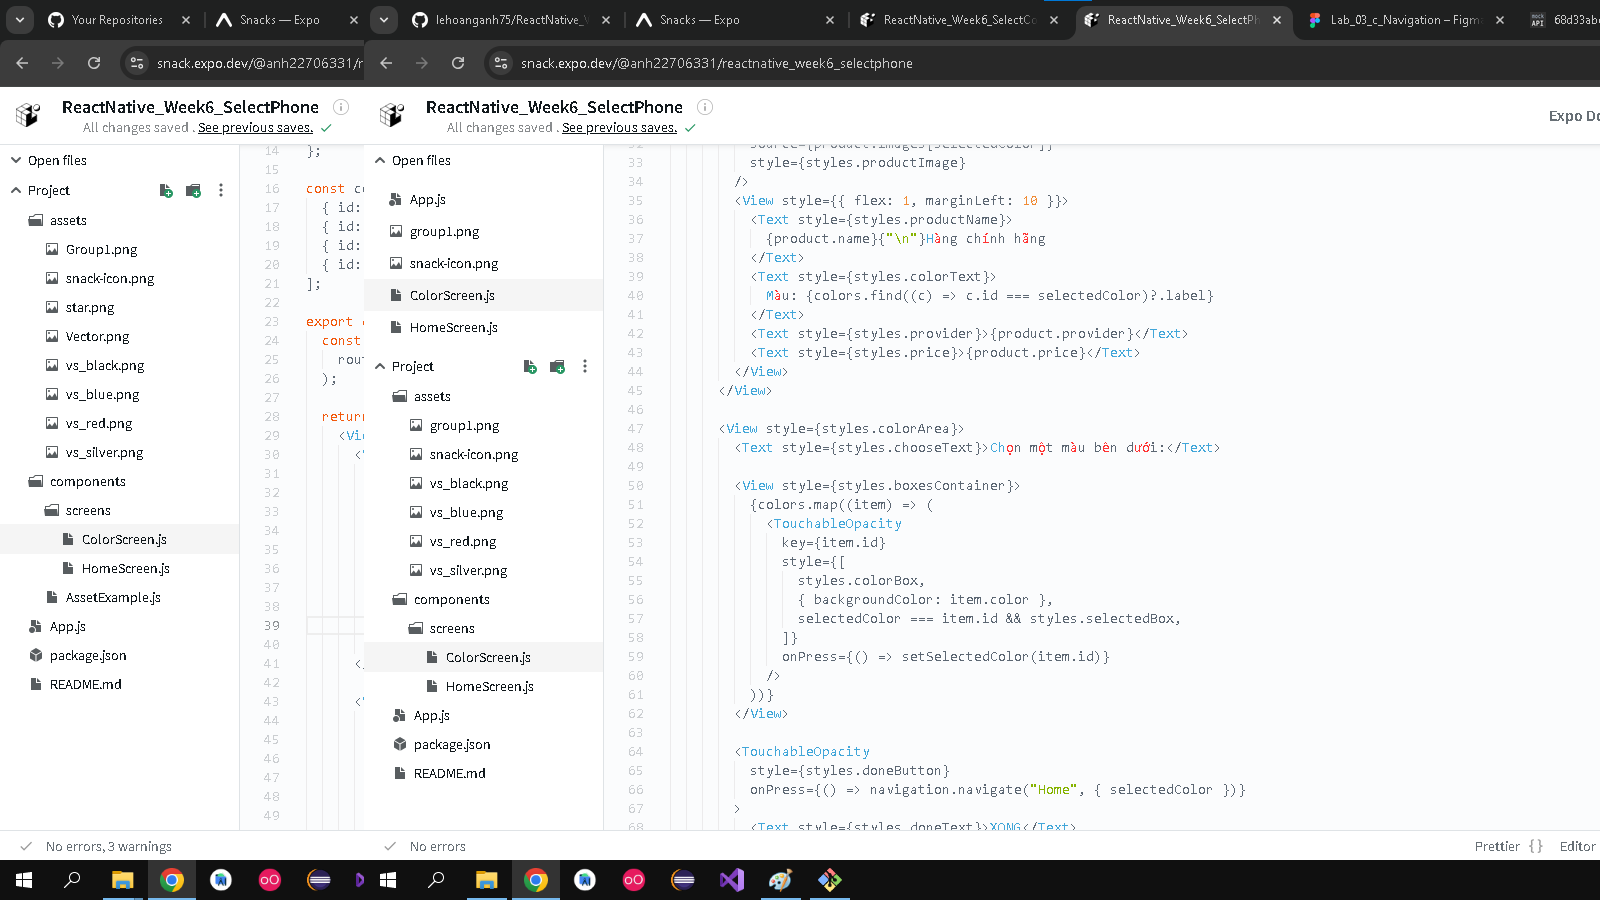 Your Repositories
Snacks — Expo
lehoanganh75/ReactNative_
Snacks — Expo
ReactNative_Week6_SelectCo
ReactNative_Week6_SelectPh
Lab_03_c_Navigation – Figm
68d33abc
snack.expo.dev/@anh22706331/r
snack.expo.dev/@anh22706331/reactnative_week6_selectphone
ReactNative_Week6_SelectPhone
All changes saved . See previous saves.
Open files
Project
assets
Group1.png
snack-icon.png
star.png
Vector.png
vs_black.png
vs_blue.png
vs_red.png
vs_silver.png
components
screens
ColorScreen.js
HomeScreen.js
AssetExample.js
App.js
package.json
README.md
14 };
15
16 const c
17 { id:
18 { id:
19 { id:
20 { id:
21 ];
22
23 export
24 const
25 rou
26 );
27
28 return
29 <Vi
30 <
31
32
33
34
35
36
37
38
39
40
41 </
42
43 <
44
45
46
47
48
49
No errors, 3 warnings
ReactNative_Week6_SelectPhone
All changes saved . See previous saves.
Expo Do
Open files
App.js
group1.png
snack-icon.png
ColorScreen.js
HomeScreen.js
Project
assets
group1.png
snack-icon.png
vs_black.png
vs_blue.png
vs_red.png
vs_silver.png
components
screens
ColorScreen.js
HomeScreen.js
App.js
package.json
README.md
32 source={product.images[selectedColor]}
33 style={styles.productImage}
34 />
35 <View style={{ flex: 1, marginLeft: 10 }}>
36 <Text style={styles.productName}>
37 {product.name}{"\n"}Hàng chính hãng
38 </Text>
39 <Text style={styles.colorText}>
40 Màu: {colors.find((c) => c.id === selectedColor)?.label}
41 </Text>
42 <Text style={styles.provider}>{product.provider}</Text>
43 <Text style={styles.price}>{product.price}</Text>
44 </View>
45 </View>
46
47 <View style={styles.colorArea}>
48 <Text style={styles.chooseText}>Chọn một màu bên dưới:</Text>
49
50 <View style={styles.boxesContainer}>
51 {colors.map((item) => (
52 <TouchableOpacity
53 key={item.id}
54 style={[
55 styles.colorBox,
56 { backgroundColor: item.color },
57 selectedColor === item.id && styles.selectedBox,
58 ]}
59 onPress={() => setSelectedColor(item.id)}
60 />
61 ))}
62 </View>
63
64 <TouchableOpacity
65 style={styles.doneButton}
66 onPress={() => navigation.navigate("Home", { selectedColor })}
67 >
68 <Text style={styles.doneText}>XONG</Text>
No errors
Prettier {}
Editor